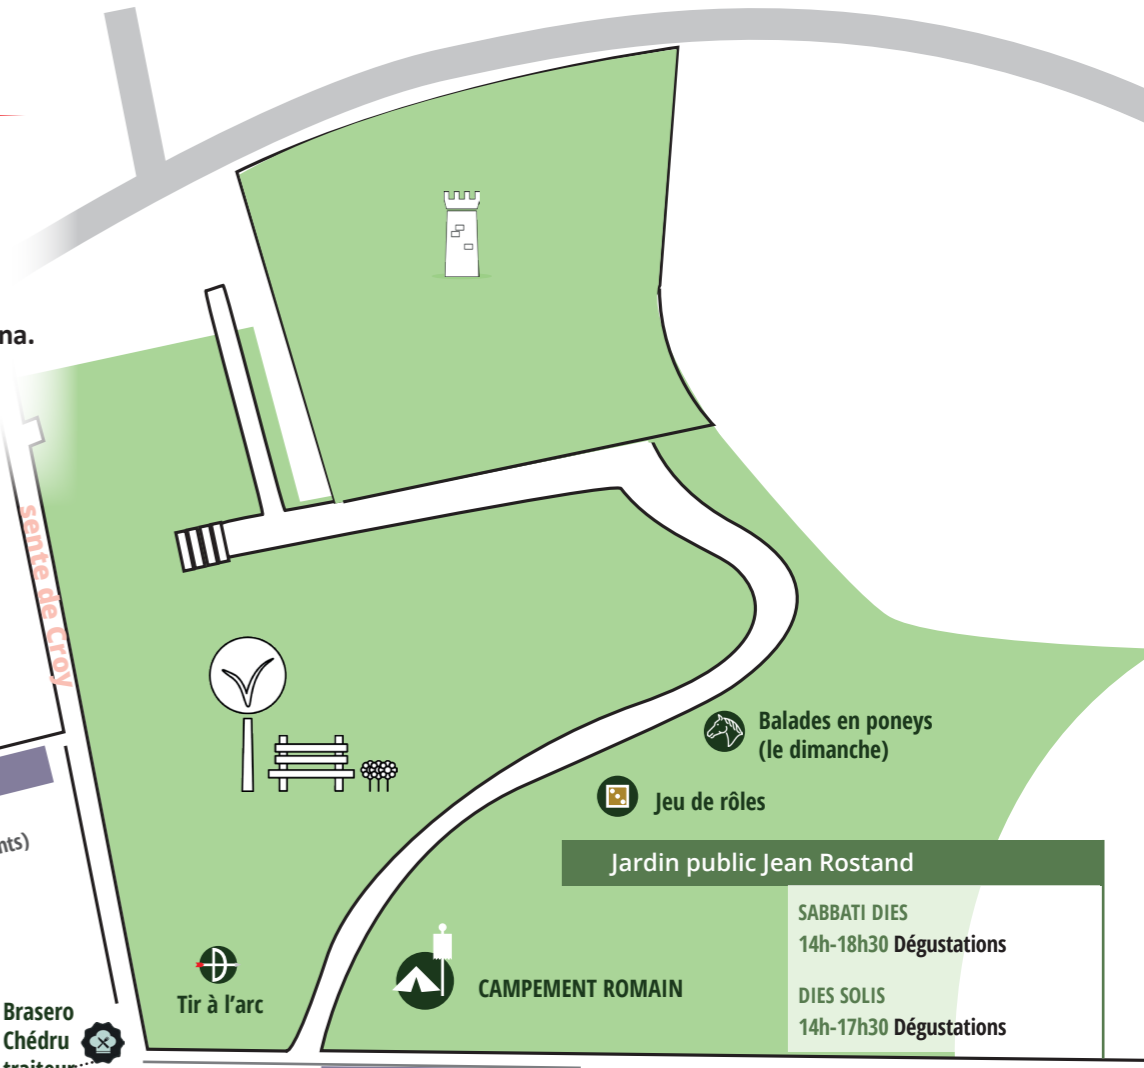 na.
sente de Croy
Balades en poneys
(le dimanche)
Jeu de rôles
nts)
Jardin public Jean Rostand
SABBATI DIES
14h-18h30 Dégustations
DIES SOLIS
14h-17h30 Dégustations
CAMPEMENT ROMAIN
Tir à l'arc
Brasero
Chédru
traiteur